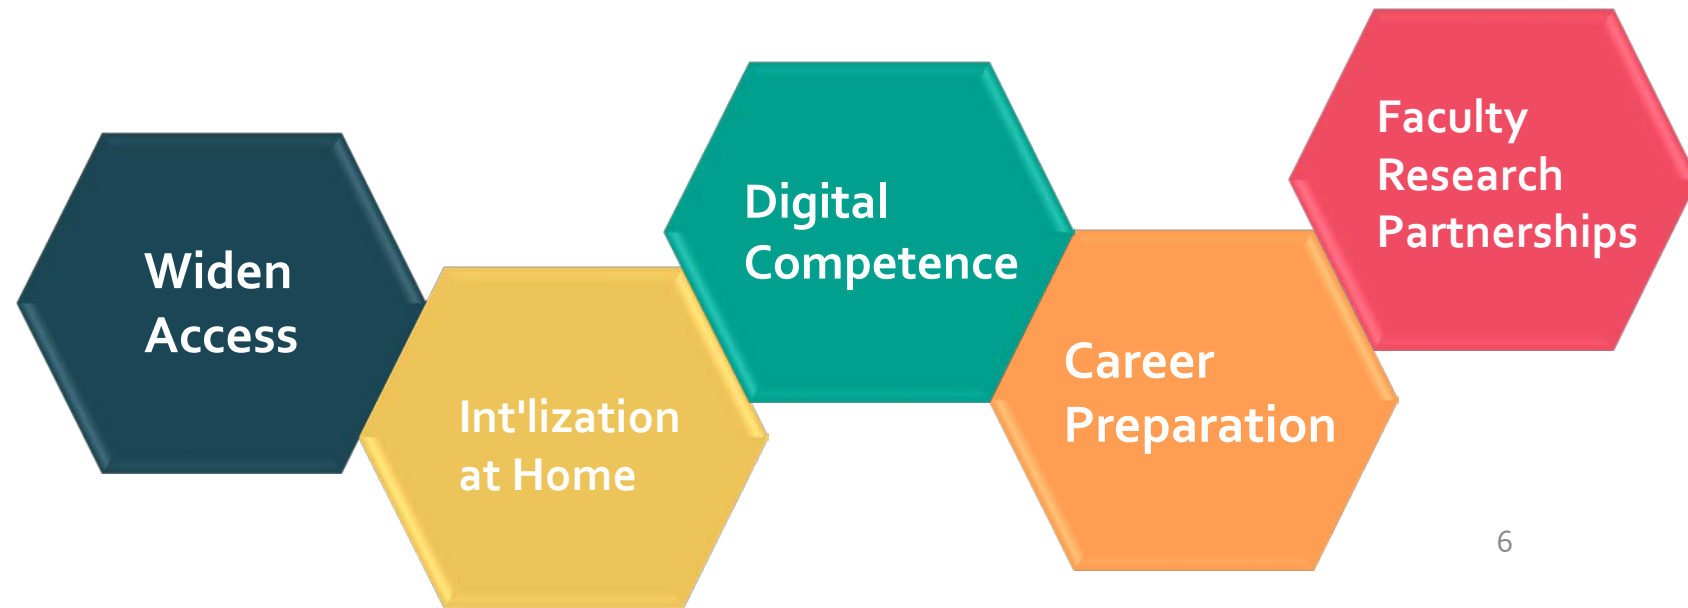 Widen
Access
Int'lization
at Home
Digital
Competence
Career
Preparation
Faculty
Research
Partnerships
6